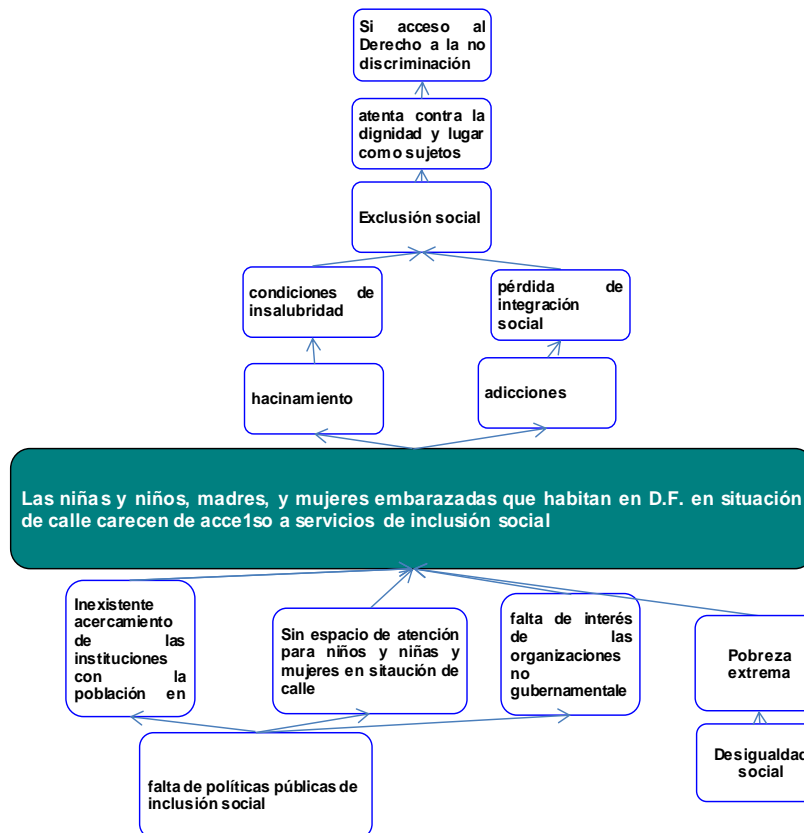 Si acceso al
Derecho a la no
discriminación
atenta contra la
dignidad y lugar
como sujetos
Exclusión social
condiciones de
insalubridad
pérdida de
integración
social
hacinamiento
adicciones
Las niñas y niños, madres, y mujeres embarazadas que habitan en D.F. en situación
de calle carecen de acce1so a servicios de inclusión social
Inexistente
acercamiento
de las
instituciones
con la
población en
Sin espacio de atención
para niños y niñas y
mujeres en sitaución de
calle
falta de interés
de las
organizaciones
no
gubernamentale
Pobreza
extrema
falta de políticas públicas de
inclusión social
Desigualdad
social